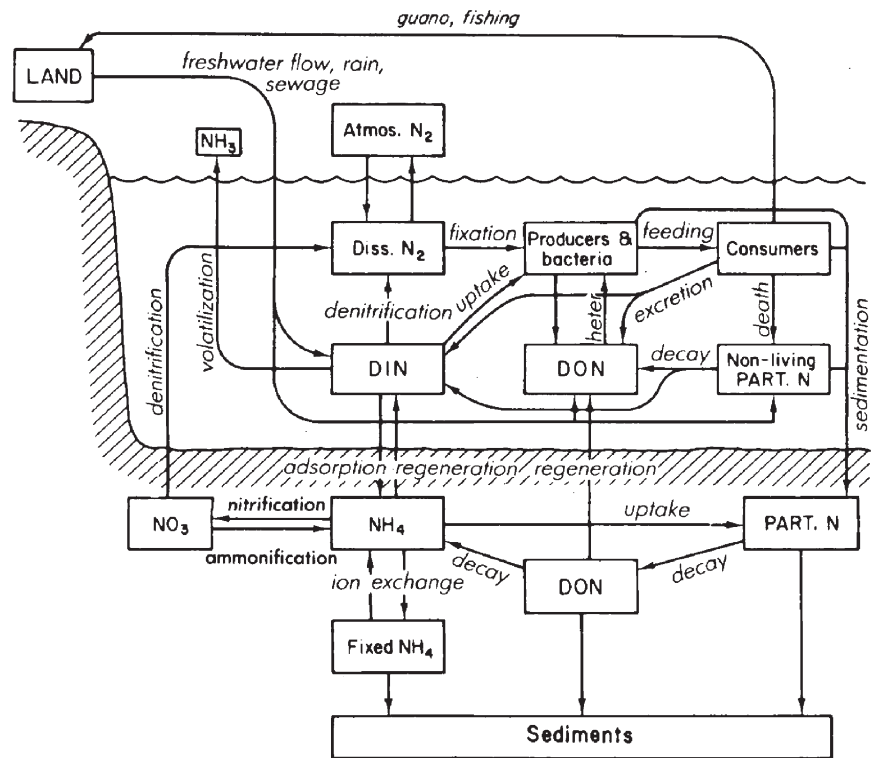 guano, fishing
LAND
freshwater flow, rain,
sewage
NH₃
Atmos. N₂
Diss. N₂
fixation
Producers &
bacteria
feeding
Consumers
denitrification
volatilization
denitrification
uptake
heter
excretion
death
sedimentation
DIN
DON
decay
Non-living
PART. N
adsorption regeneration regeneration
NO₃
nitrification
ammonification
NH₄
uptake
PART. N
ion exchange
decay
DON
decay
Fixed NH₄
Sediments